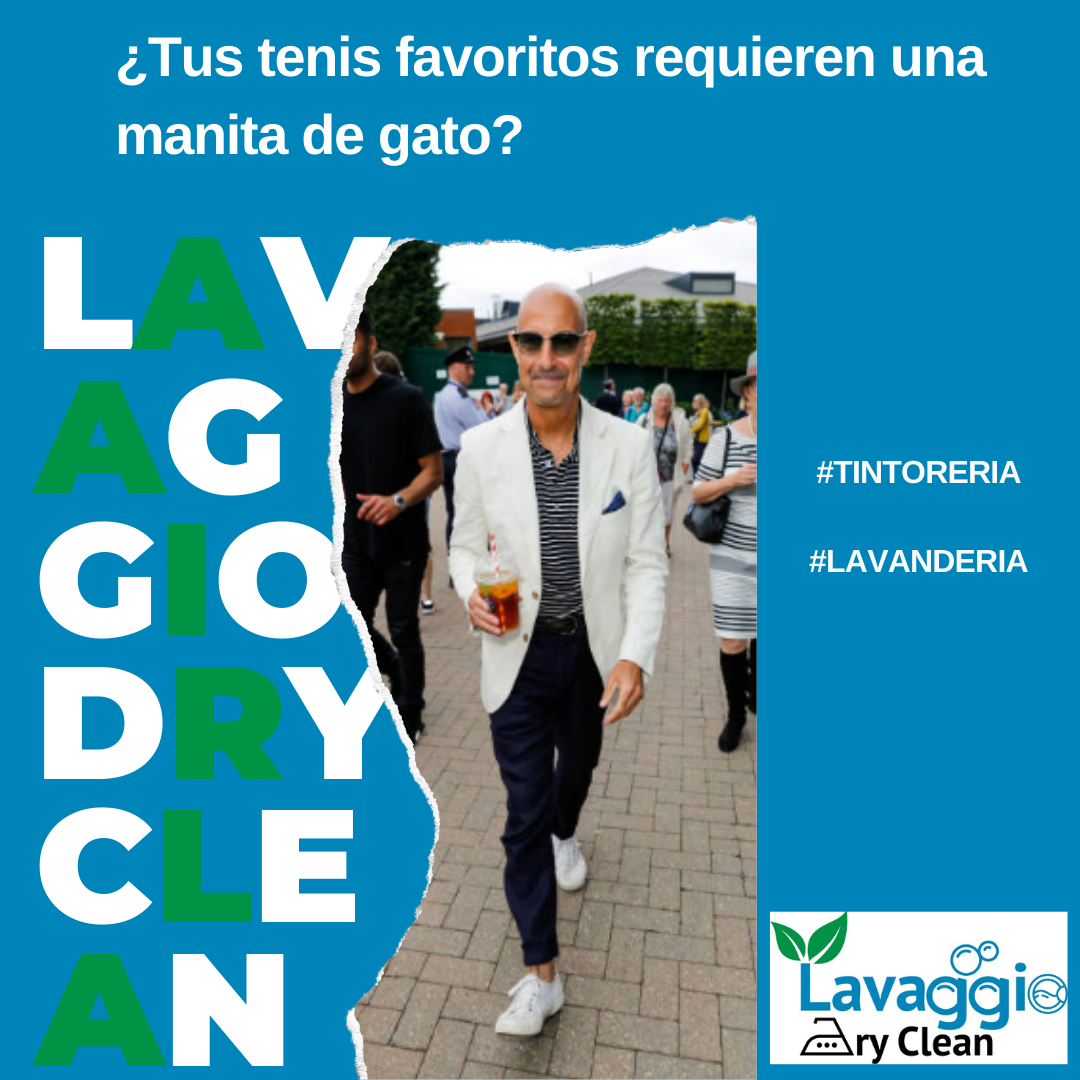 ¿Tus tenis favoritos requieren una
manita de gato?
LAV
AG
GIO
DRY
CLE
AN
#TINTORERIA
#LAVANDERIA
Lavaggio
Dry Clean